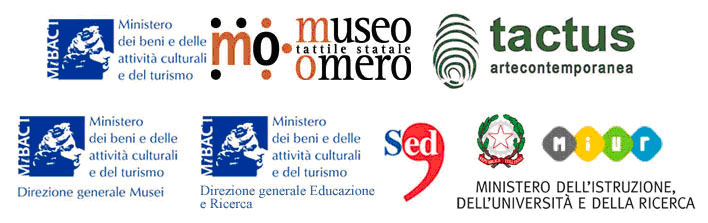 MiBACT
Ministero
dei beni e delle
attività culturali
e del turismo
mo
museo
tattile statale
omero
tactus
artecontemporanea
MiBACT
Ministero
dei beni e delle
attività culturali
e del turismo
Direzione generale Musei
MiBACT
Ministero
dei beni e delle
attività culturali
e del turismo
Direzione generale Educazione
e Ricerca
Sed
miur
MINISTERO DELL'ISTRUZIONE,
DELL'UNIVERSITÀ E DELLA RICERCA